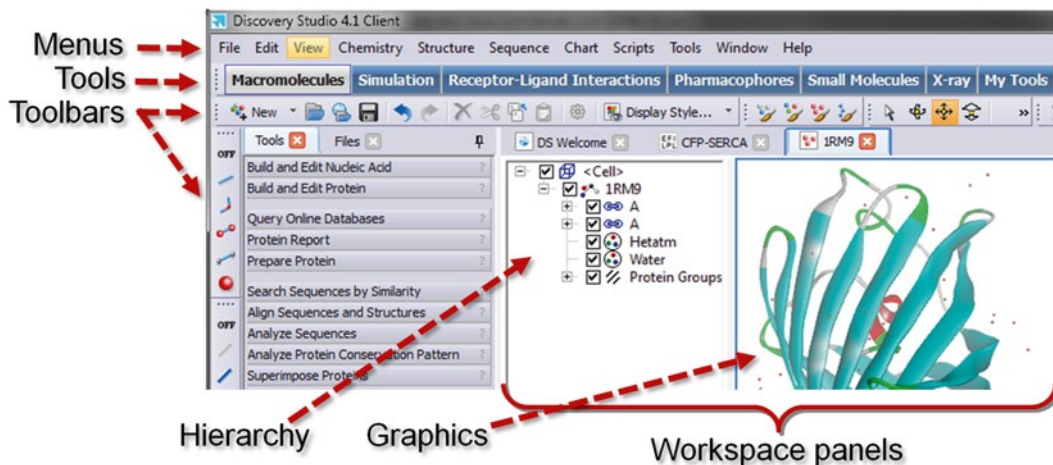 Discovery Studio 4.1 Client
Menus
File Edit View Chemistry Structure Sequence Chart Scripts Tools Window Help
Tools
Macromolecules Simulation Receptor-Ligand Interactions Pharmacophores Small Molecules X-ray My Tools
Toolbars
New Display Style... »
OFF
Tools Files
DS Welcome CFP-SERCA 1RM9
Build and Edit Nucleic Acid ?
Build and Edit Protein ?
Query Online Databases ?
Protein Report ?
Prepare Protein ?
Search Sequences by Similarity
Align Sequences and Structures ?
OFF
Analyze Sequences ?
Analyze Protein Conservation Pattern ?
Superimpose Proteins ?
<Cell>
1RM9
A
A
Hetatm
Water
Protein Groups
Hierarchy
Graphics
Workspace panels